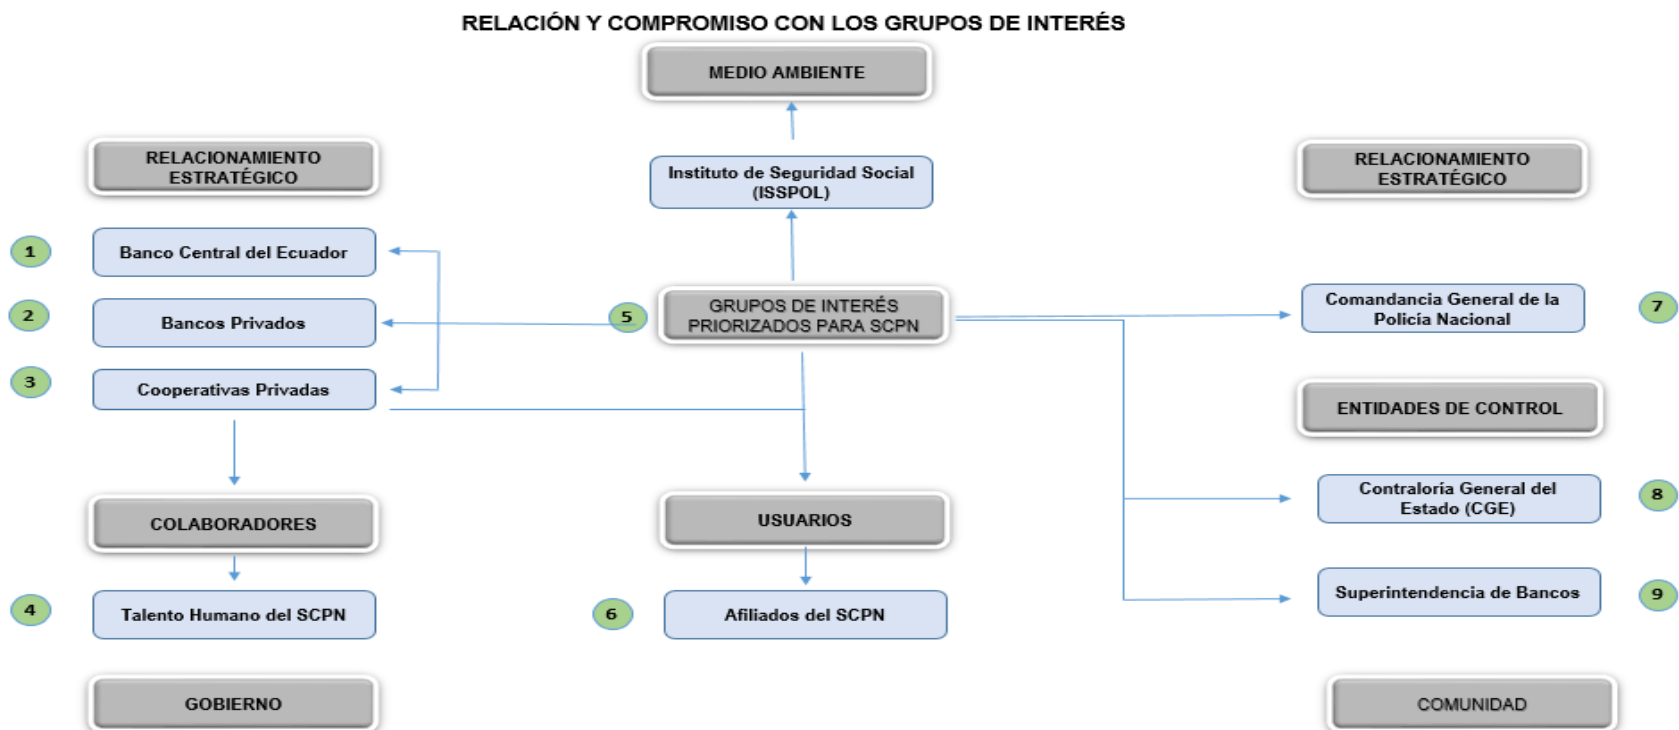 RELACIÓN Y COMPROMISO CON LOS GRUPOS DE INTERÉS
MEDIO AMBIENTE
RELACIONAMIENTO
ESTRATÉGICO
Instituto de Seguridad Social
(ISSPOL)
RELACIONAMIENTO
ESTRATÉGICO
1
Banco Central del Ecuador
2
Bancos Privados
5
GRUPOS DE INTERÉS
PRIORIZADOS PARA SCPN
Comandancia General de la
Policía Nacional
7
3
Cooperativas Privadas
ENTIDADES DE CONTROL
COLABORADORES
USUARIOS
Contraloría General del
Estado (CGE)
8
4
Talento Humano del SCPN
6
Afiliados del SCPN
Superintendencia de Bancos
9
GOBIERNO
COMUNIDAD